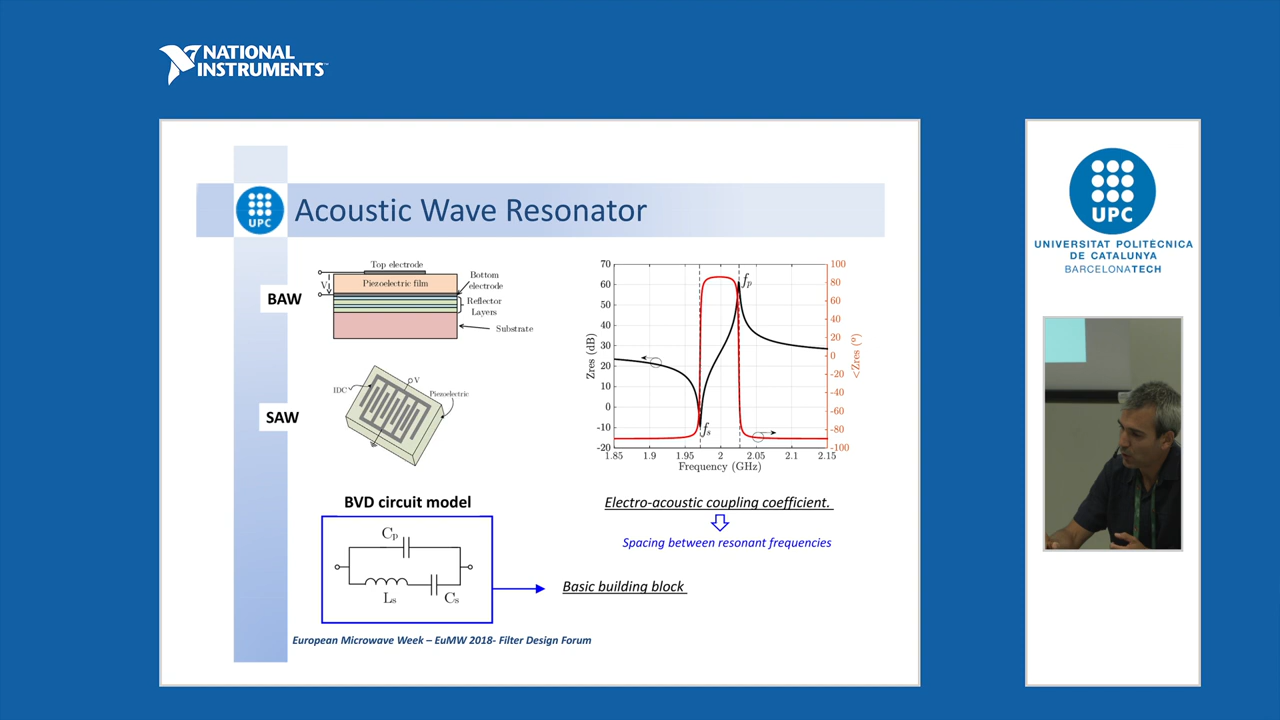 NATIONAL
INSTRUMENTS™
UPC
Acoustic Wave Resonator
BAW
Top electrode
V
Piezoelectric film
Bottom
electrode
Reflector
Layers
Substrate
SAW
IDC
V
Piezoelectric
70
60
50
40
30
20
10
0
-10
-20
Zres (dB)
1.85
1.9
1.95
2
2.05
2.1
2.15
Frequency (GHz)
100
80
60
40
20
0
-20
-40
-60
-80
-100
<Zres (º)
fp
fs
BVD circuit model
Cp
Ls
Cs
Electro-acoustic coupling coefficient.
Spacing between resonant frequencies
Basic building block
European Microwave Week – EuMW 2018- Filter Design Forum
UPC
UNIVERSITAT POLITÈCNICA
DE CATALUNYA
BARCELONATECH